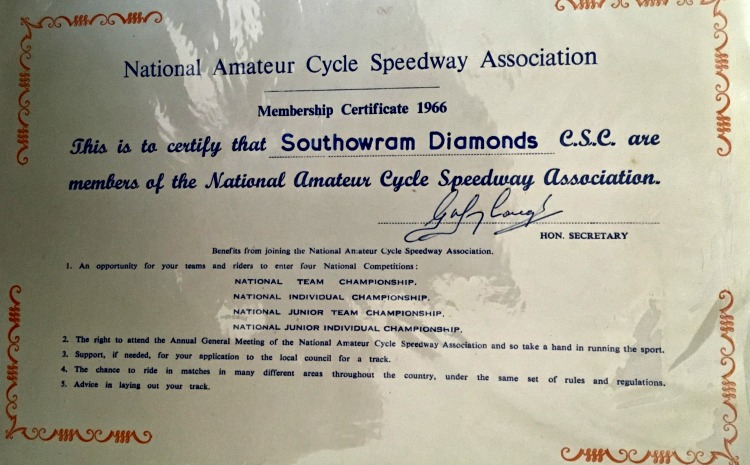 National Amateur Cycle Speedway Association
Membership Certificate 1966
This is to certify that Southowram Diamonds C.S.C. are
members of the National Amateur Cycle Speedway Association.
HON. SECRETARY
Benefits from joining the National Amateur Cycle Speedway Association.
1. An opportunity for your teams and riders to enter four National Competitions:
NATIONAL TEAM CHAMPIONSHIP.
NATIONAL INDIVIDUAL CHAMPIONSHIP.
NATIONAL JUNIOR TEAM CHAMPIONSHIP.
NATIONAL JUNIOR INDIVIDUAL CHAMPIONSHIP.
2. The right to attend the Annual General Meeting of the National Amateur Cycle Speedway Association and so take a hand in running the sport.
3. Support, if needed, for your application to the local council for a track.
4. The chance to ride in matches in many different areas throughout the country, under the same set of rules and regulations.
5. Advice in laying out your track.